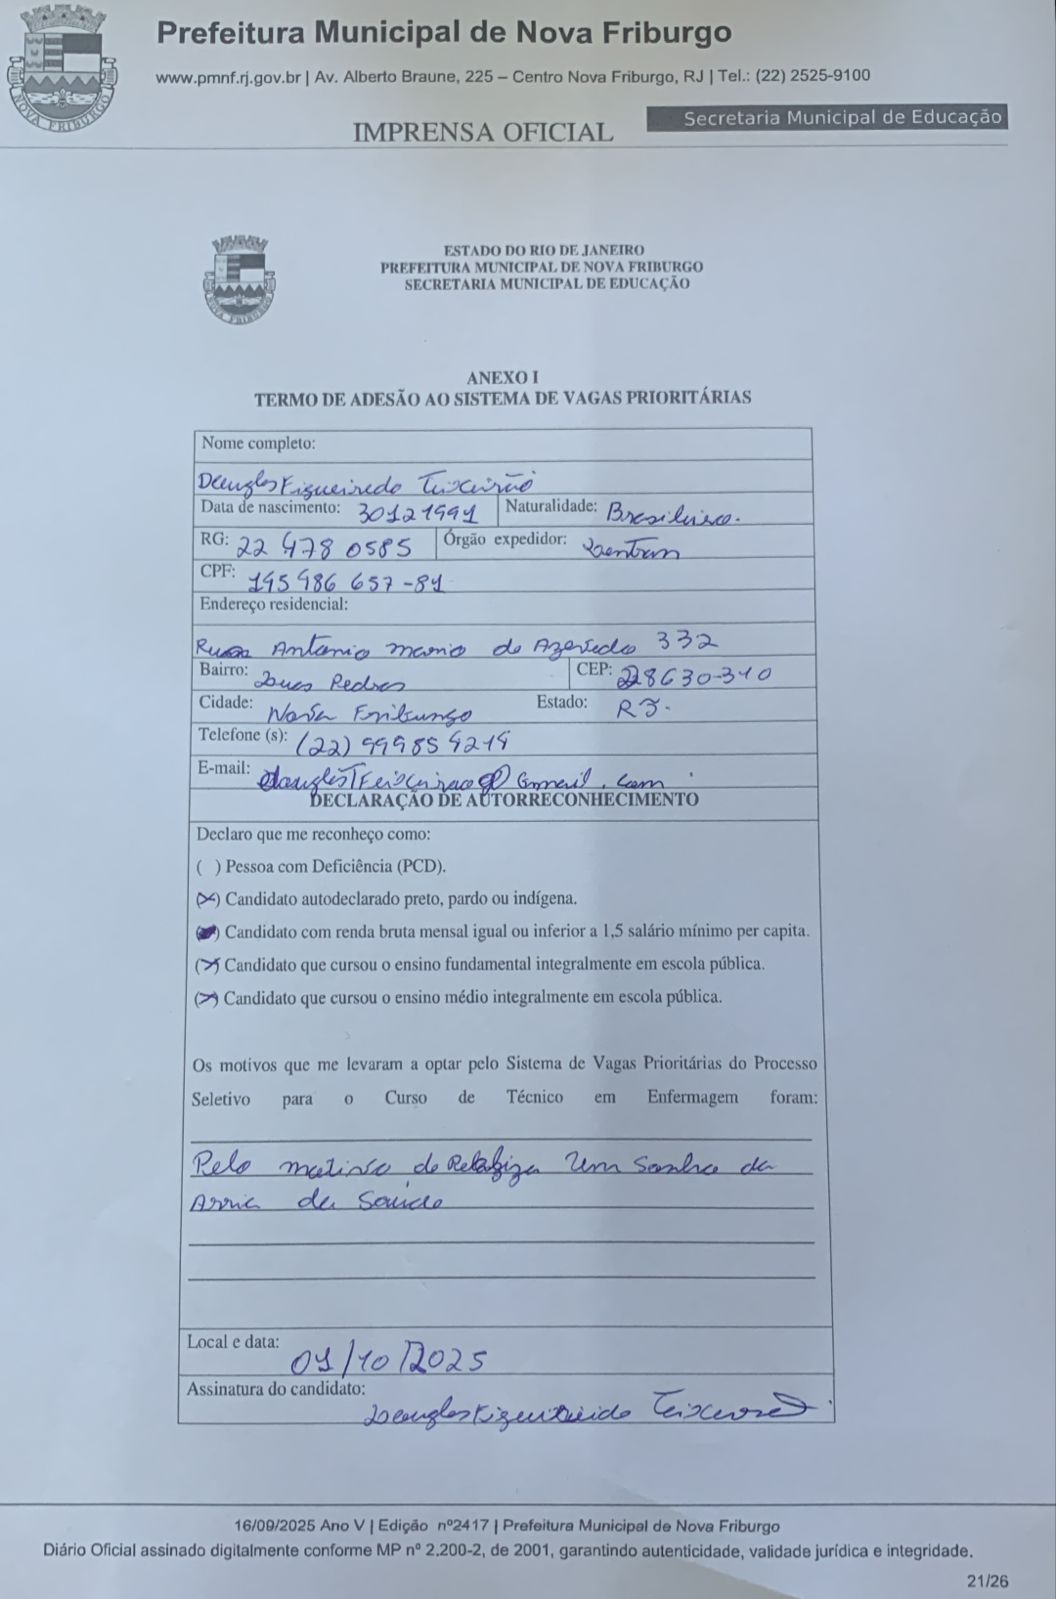 Prefeitura Municipal de Nova Friburgo
www.pmnf.rj.gov.br | Av. Alberto Braune, 225 – Centro Nova Friburgo, RJ | Tel.: (22) 2525-9100
Secretaria Municipal de Educação
IMPRENSA OFICIAL
NOVA FRIBURGO
ESTADO DO RIO DE JANEIRO
PREFEITURA MUNICIPAL DE NOVA FRIBURGO
SECRETARIA MUNICIPAL DE EDUCAÇÃO
ANEXO I
TERMO DE ADESÃO AO SISTEMA DE VAGAS PRIORITÁRIAS
Nome completo:
Douglas Figueiredo Teixeirão
Data de nascimento: 30121991 Naturalidade: Brasileiro.
RG: 22 478 0585 Órgão expedidor: Detran
CPF: 145 986 657-81
Endereço residencial:
Rua Antonio Mario de Azevedo 332
Bairro: Duas Pedras CEP: 28630-310
Cidade: Nova Friburgo Estado: RJ.
Telefone (s): (22) 99985 4214
E-mail: douglasTFeixeirao@Gmail.com
DECLARAÇÃO DE AUTORRECONHECIMENTO
Declaro que me reconheço como:
( ) Pessoa com Deficiência (PCD).
(X) Candidato autodeclarado preto, pardo ou indígena.
( ) Candidato com renda bruta mensal igual ou inferior a 1,5 salário mínimo per capita.
(X) Candidato que cursou o ensino fundamental integralmente em escola pública.
(X) Candidato que cursou o ensino médio integralmente em escola pública.
Os motivos que me levaram a optar pelo Sistema de Vagas Prioritárias do Processo
Seletivo para o Curso de Técnico em Enfermagem foram:
Pelo motivo de um sonho da
da Saúde
Local e data: 01/10/2025
Assinatura do candidato: Douglas Figueiredo
16/09/2025 Ano V | Edição nº2417 | Prefeitura Municipal de Nova Friburgo
Diário Oficial assinado digitalmente conforme MP nº 2.200-2, de 2001, garantindo autenticidade, validade jurídica e integridade.
21/26